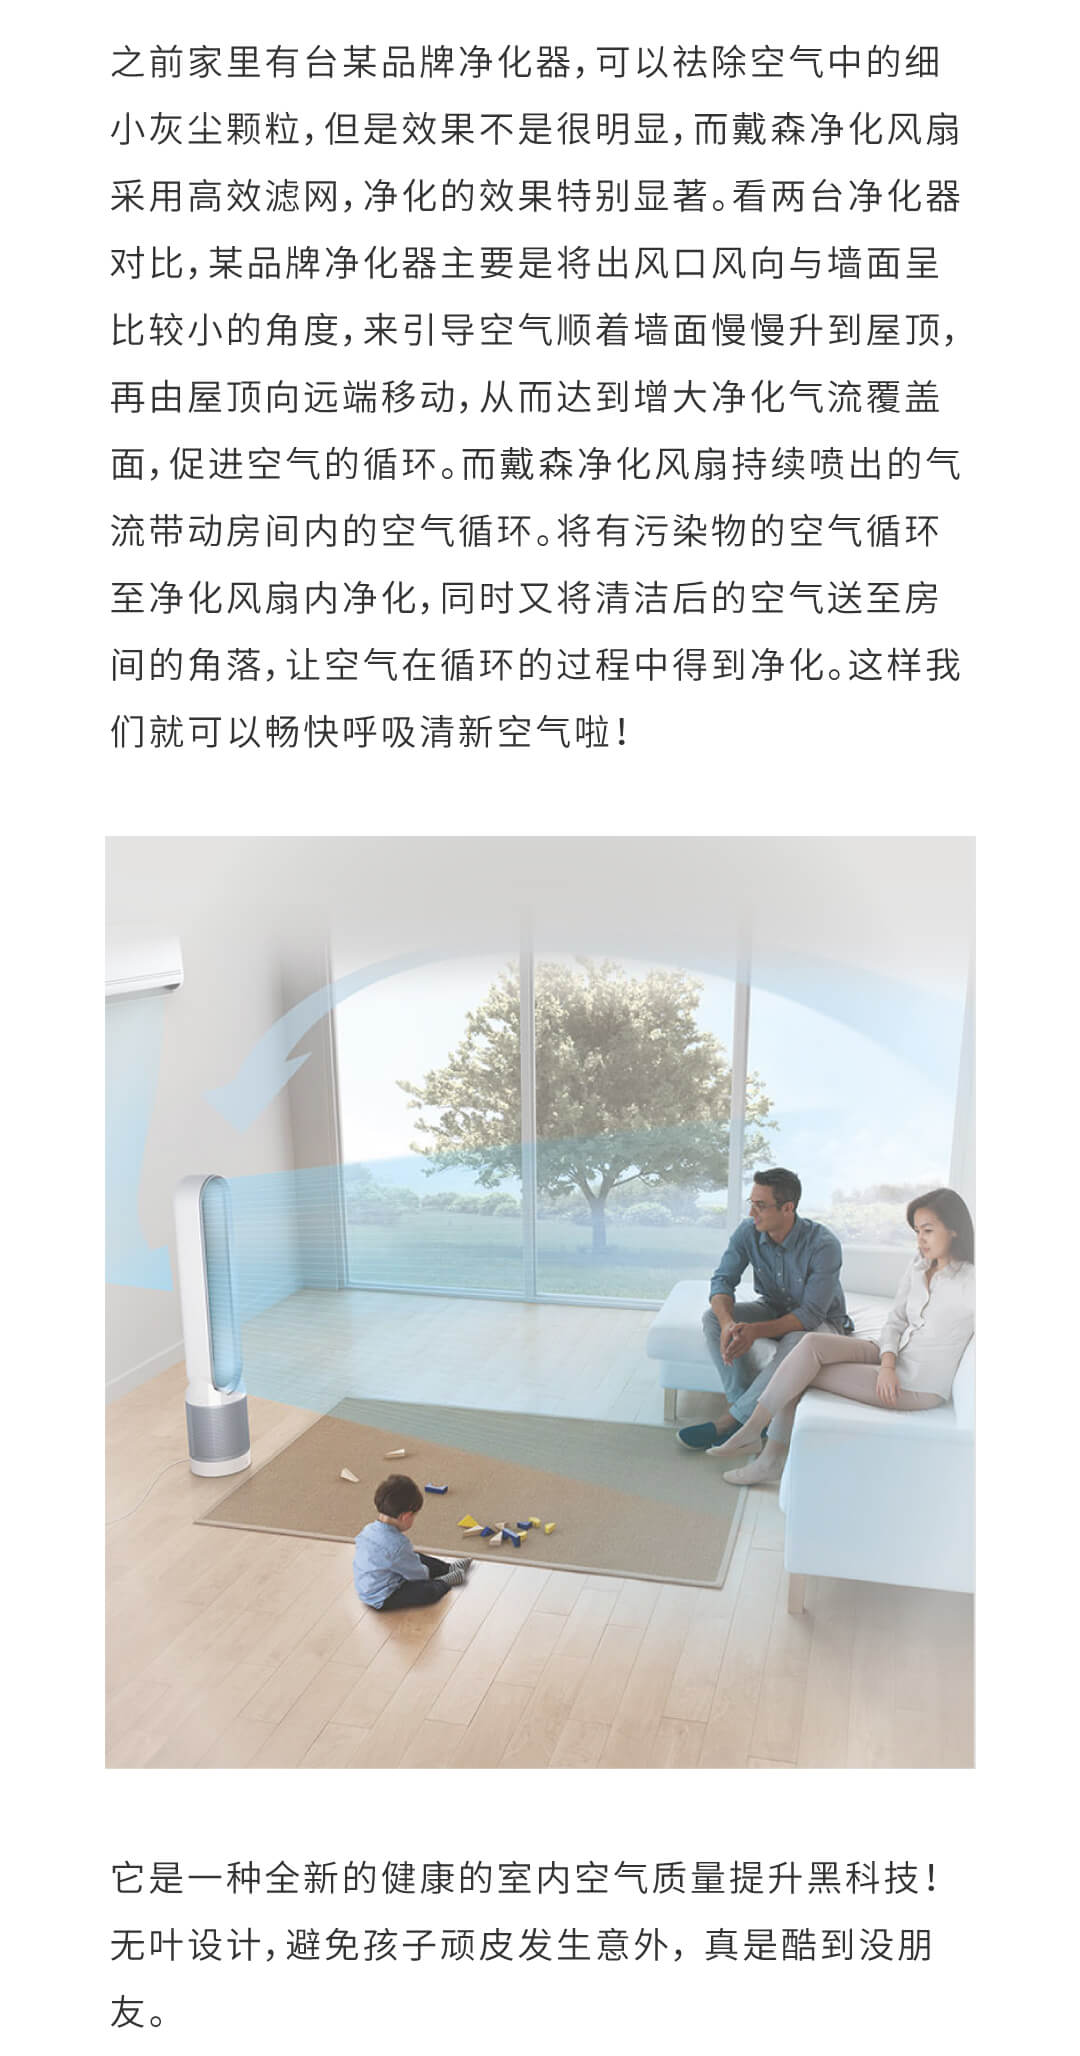 之前家里有台某品牌净化器，可以祛除空气中的细
小灰尘颗粒，但是效果不是很明显，而戴森净化风扇
采用高效滤网，净化的效果特别显著。看两台净化器
对比，某品牌净化器主要是将出风口风向与墙面呈
比较小的角度，来引导空气顺着墙面慢慢升到屋顶，
再由屋顶向远端移动，从而达到增大净化气流覆盖
面，促进空气的循环。而戴森净化风扇持续喷出的气
流带动房间内的空气循环。将有污染物的空气循环
至净化风扇内净化，同时又将清洁后的空气送至房
间的角落，让空气在循环的过程中得到净化。这样我
们就可以畅快呼吸清新空气啦！
它是一种全新的健康的室内空气质量提升黑科技！
无叶设计，避免孩子顽皮发生意外，真是酷到没朋
友。